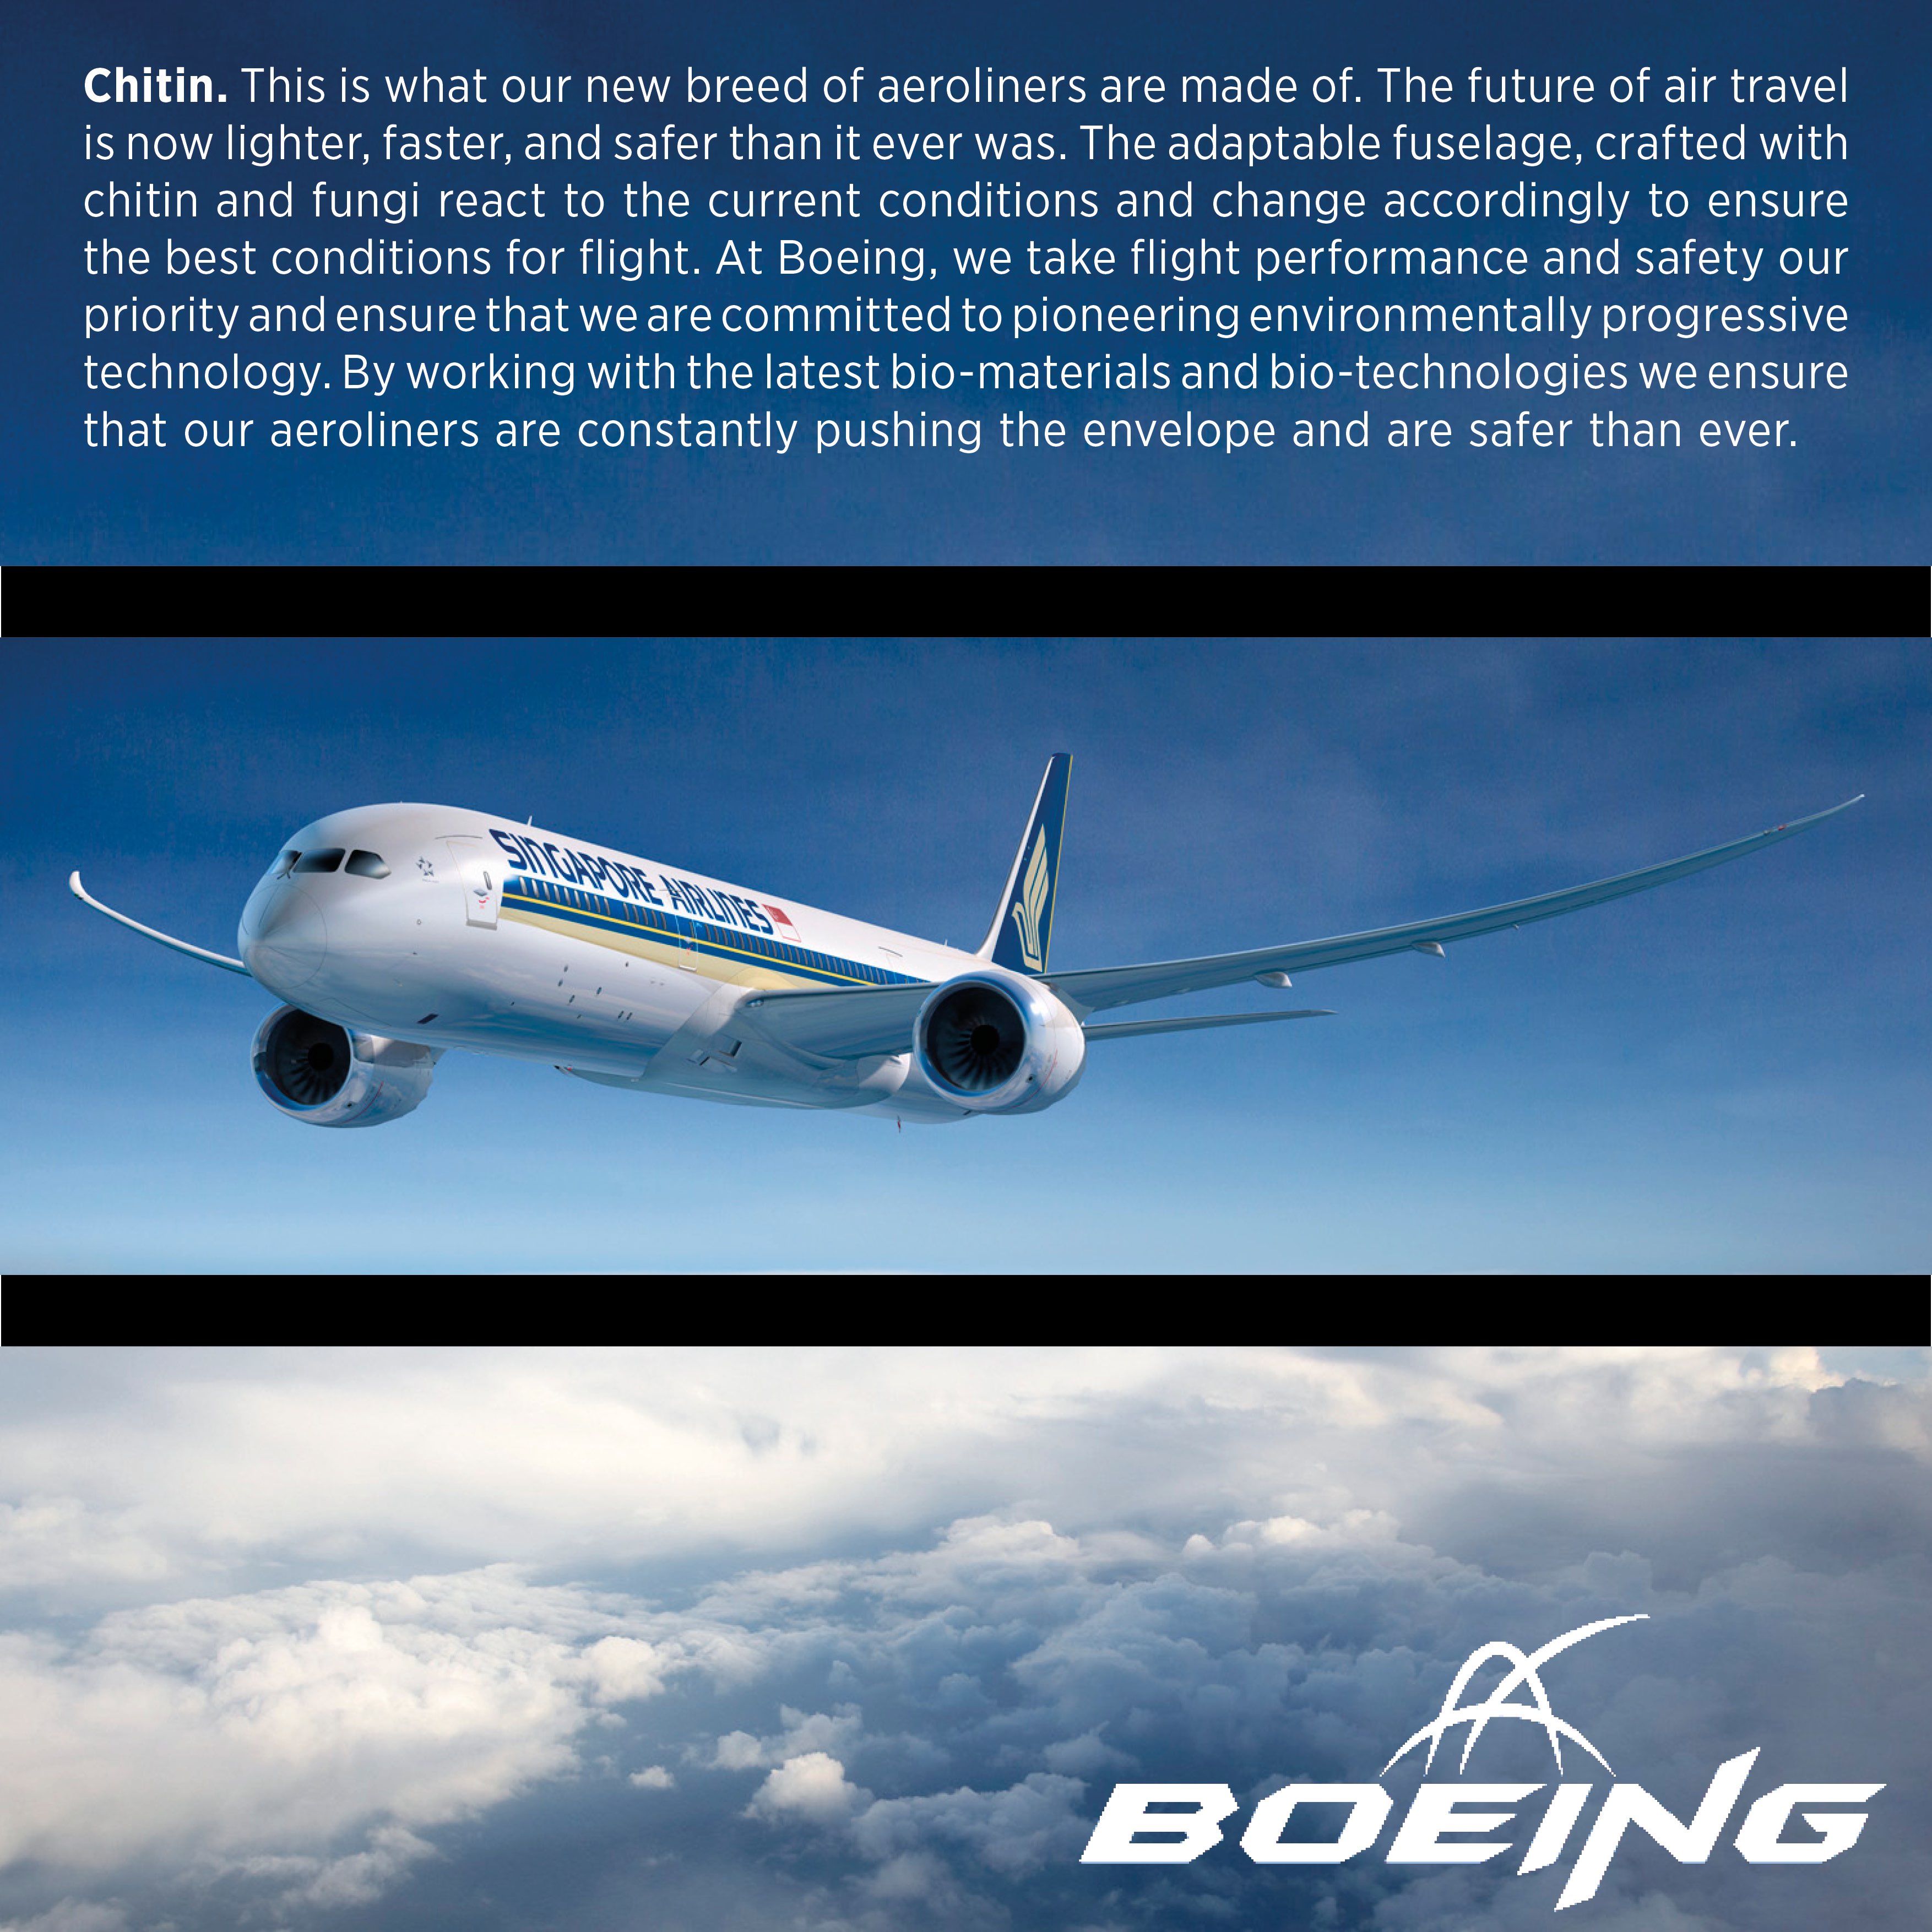 Chitin. This is what our new breed of aeroliners are made of. The future of air travel
is now lighter, faster, and safer than it ever was. The adaptable fuselage, crafted with
chitin and fungi react to the current conditions and change accordingly to ensure
the best conditions for flight. At Boeing, we take flight performance and safety our
priority and ensure that we are committed to pioneering environmentally progressive
technology. By working with the latest bio-materials and bio-technologies we ensure
that our aeroliners are constantly pushing the envelope and are safer than ever.
SINGAPORE AIRLINES
BOEING